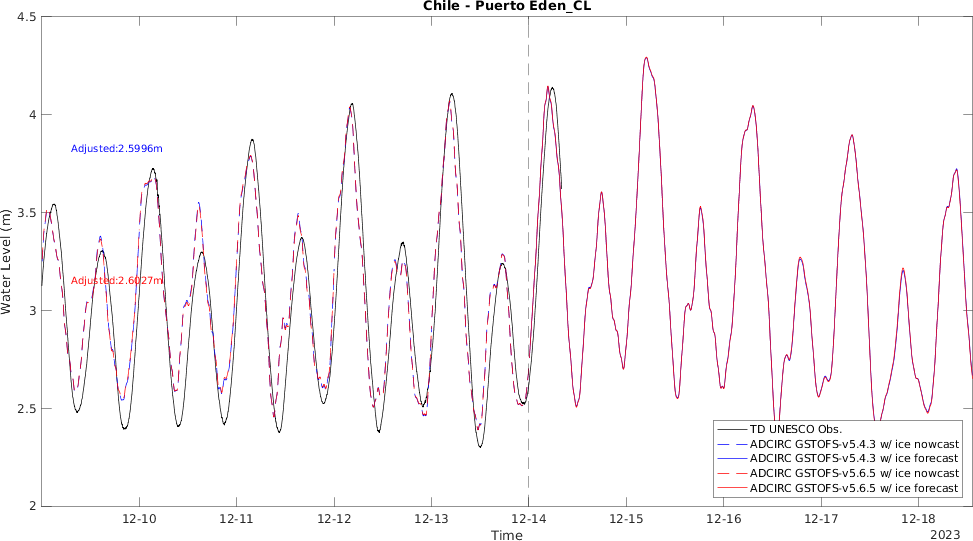 Chile - Puerto Eden_CL
4.5
4
3.5
3
2.5
2
Water Level (m)
Adjusted:2.5996m
Adjusted:2.6027m
TD UNESCO Obs.
ADCIRC GSTOFS-v5.4.3 w/ ice nowcast
ADCIRC GSTOFS-v5.4.3 w/ ice forecast
ADCIRC GSTOFS-v5.6.5 w/ ice nowcast
ADCIRC GSTOFS-v5.6.5 w/ ice forecast
12-10 12-11 12-12 12-13 12-14 12-15 12-16 12-17 12-18
Time
2023